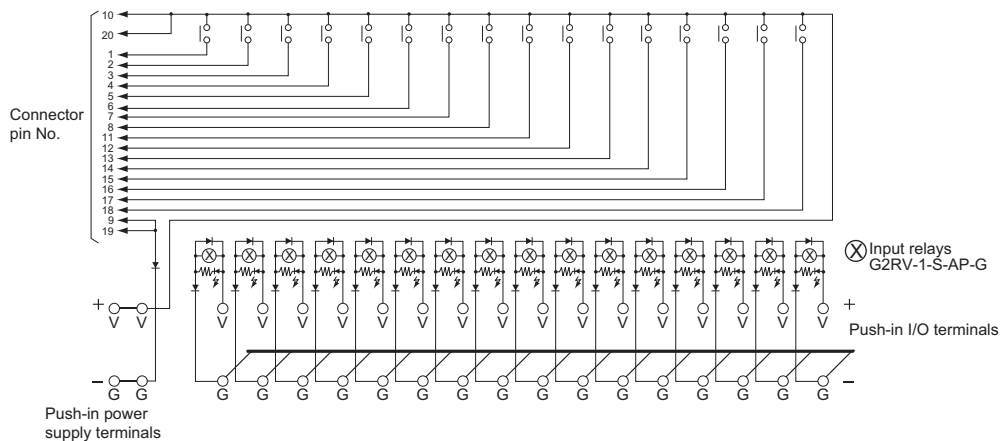 10
20
1
2
3
4
5
6
7
8
11
12
13
14
15
16
17
18
9
19
Connector
pin No.
Input relays
G2RV-1-S-AP-G
+
V V
V V V V V V V V V V V V V V V V
+
Push-in I/O terminals
−
G G
G G G G G G G G G G G G G G G G
−
Push-in power
supply terminals